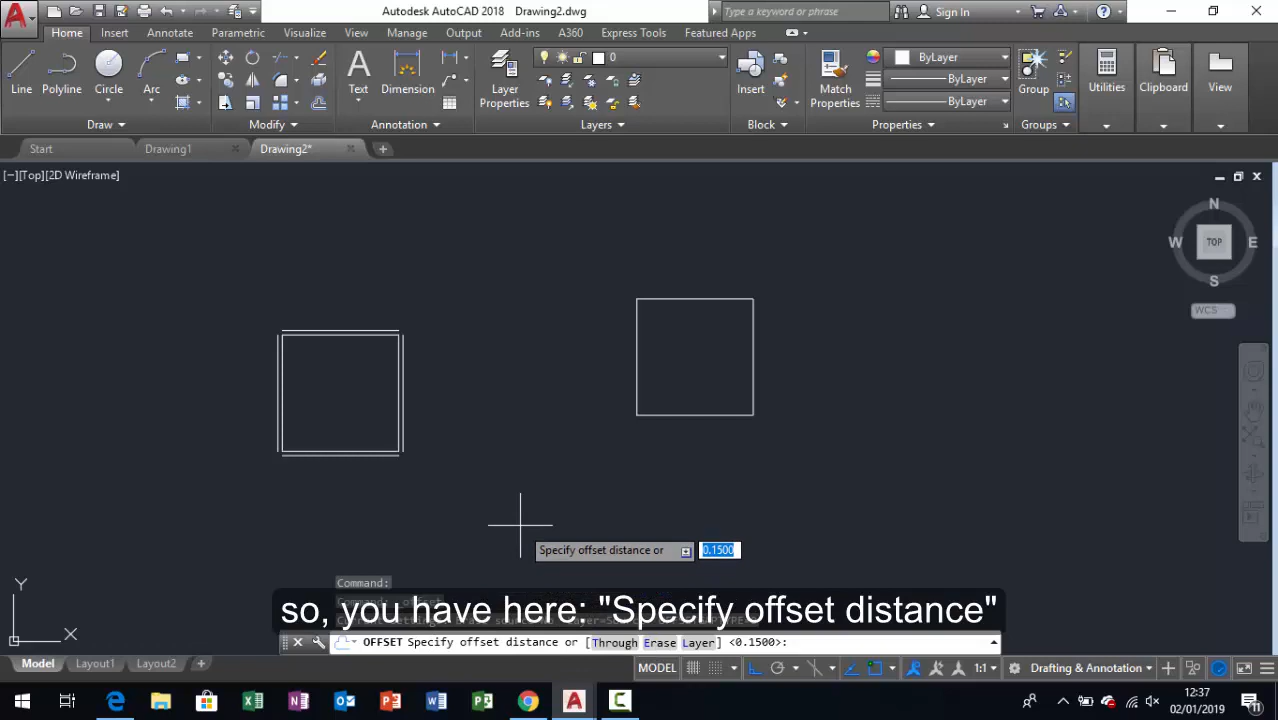 Autodesk AutoCAD 2018 Drawing2.dwg
Type a keyword or phrase
Sign In
Home Insert Annotate Parametric Visualize View Manage Output Add-ins A360 Express Tools Featured Apps
Line Polyline Circle Arc
Text Dimension
Layer
Properties
0
Insert
Match
Properties
ByLayer
ByLayer
ByLayer
Group
Utilities
Clipboard
View
Draw Modify Annotation Layers Block Properties Groups
Start Drawing1 Drawing2*
[−][Top][2D Wireframe]
N
W TOP E
S
WCS
Specify offset distance or 0.1500
Y
X
Command:
so, you have here; "Specify offset distance"
OFFSET Specify offset distance or [Through Erase Layer] <0.1500>:
Model Layout1 Layout2
MODEL 1:1 Drafting & Annotation
12:37
02/01/2019
11